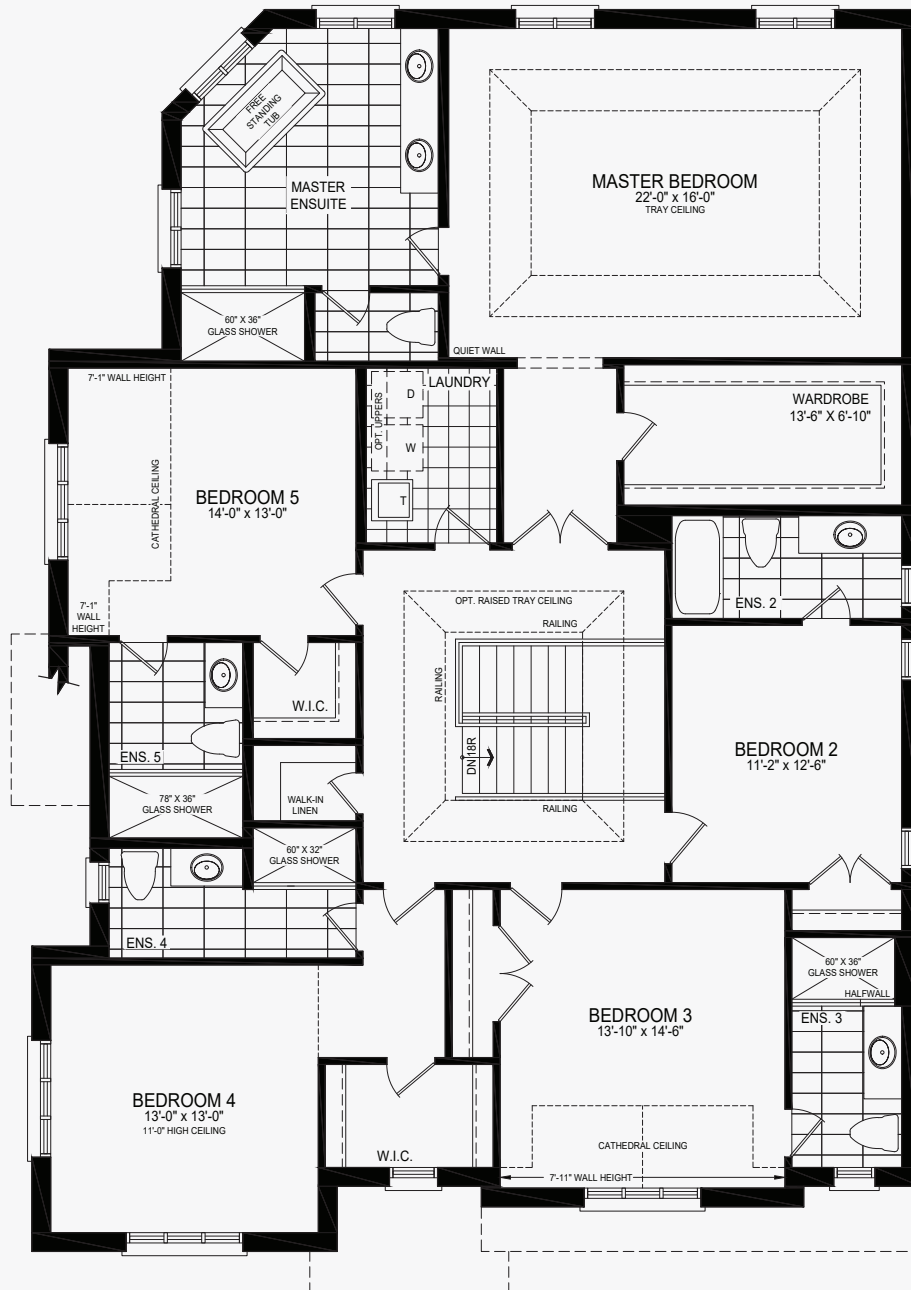 FREE
STANDING
TUB
MASTER
ENSUITE
MASTER BEDROOM
22'-0" x 16'-0"
TRAY CEILING
60" X 36"
GLASS SHOWER
QUIET WALL
7'-1" WALL HEIGHT
LAUNDRY
D
OPT. UPPERS
W
T
WARDROBE
13'-6" X 6'-10"
CATHEDRAL CEILING
BEDROOM 5
14'-0" x 13'-0"
7'-1"
WALL
HEIGHT
OPT. RAISED TRAY CEILING
RAILING
RAILING
ENS. 2
W.I.C.
ENS. 5
DN 18R
BEDROOM 2
11'-2" x 12'-6"
78" X 36"
GLASS SHOWER
WALK-IN
LINEN
RAILING
60" X 32"
GLASS SHOWER
ENS. 4
60" X 36"
GLASS SHOWER
HALFWALL
ENS. 3
BEDROOM 3
13'-10" x 14'-6"
BEDROOM 4
13'-0" x 13'-0"
11'-0" HIGH CEILING
CATHEDRAL CEILING
W.I.C.
7'-11" WALL HEIGHT